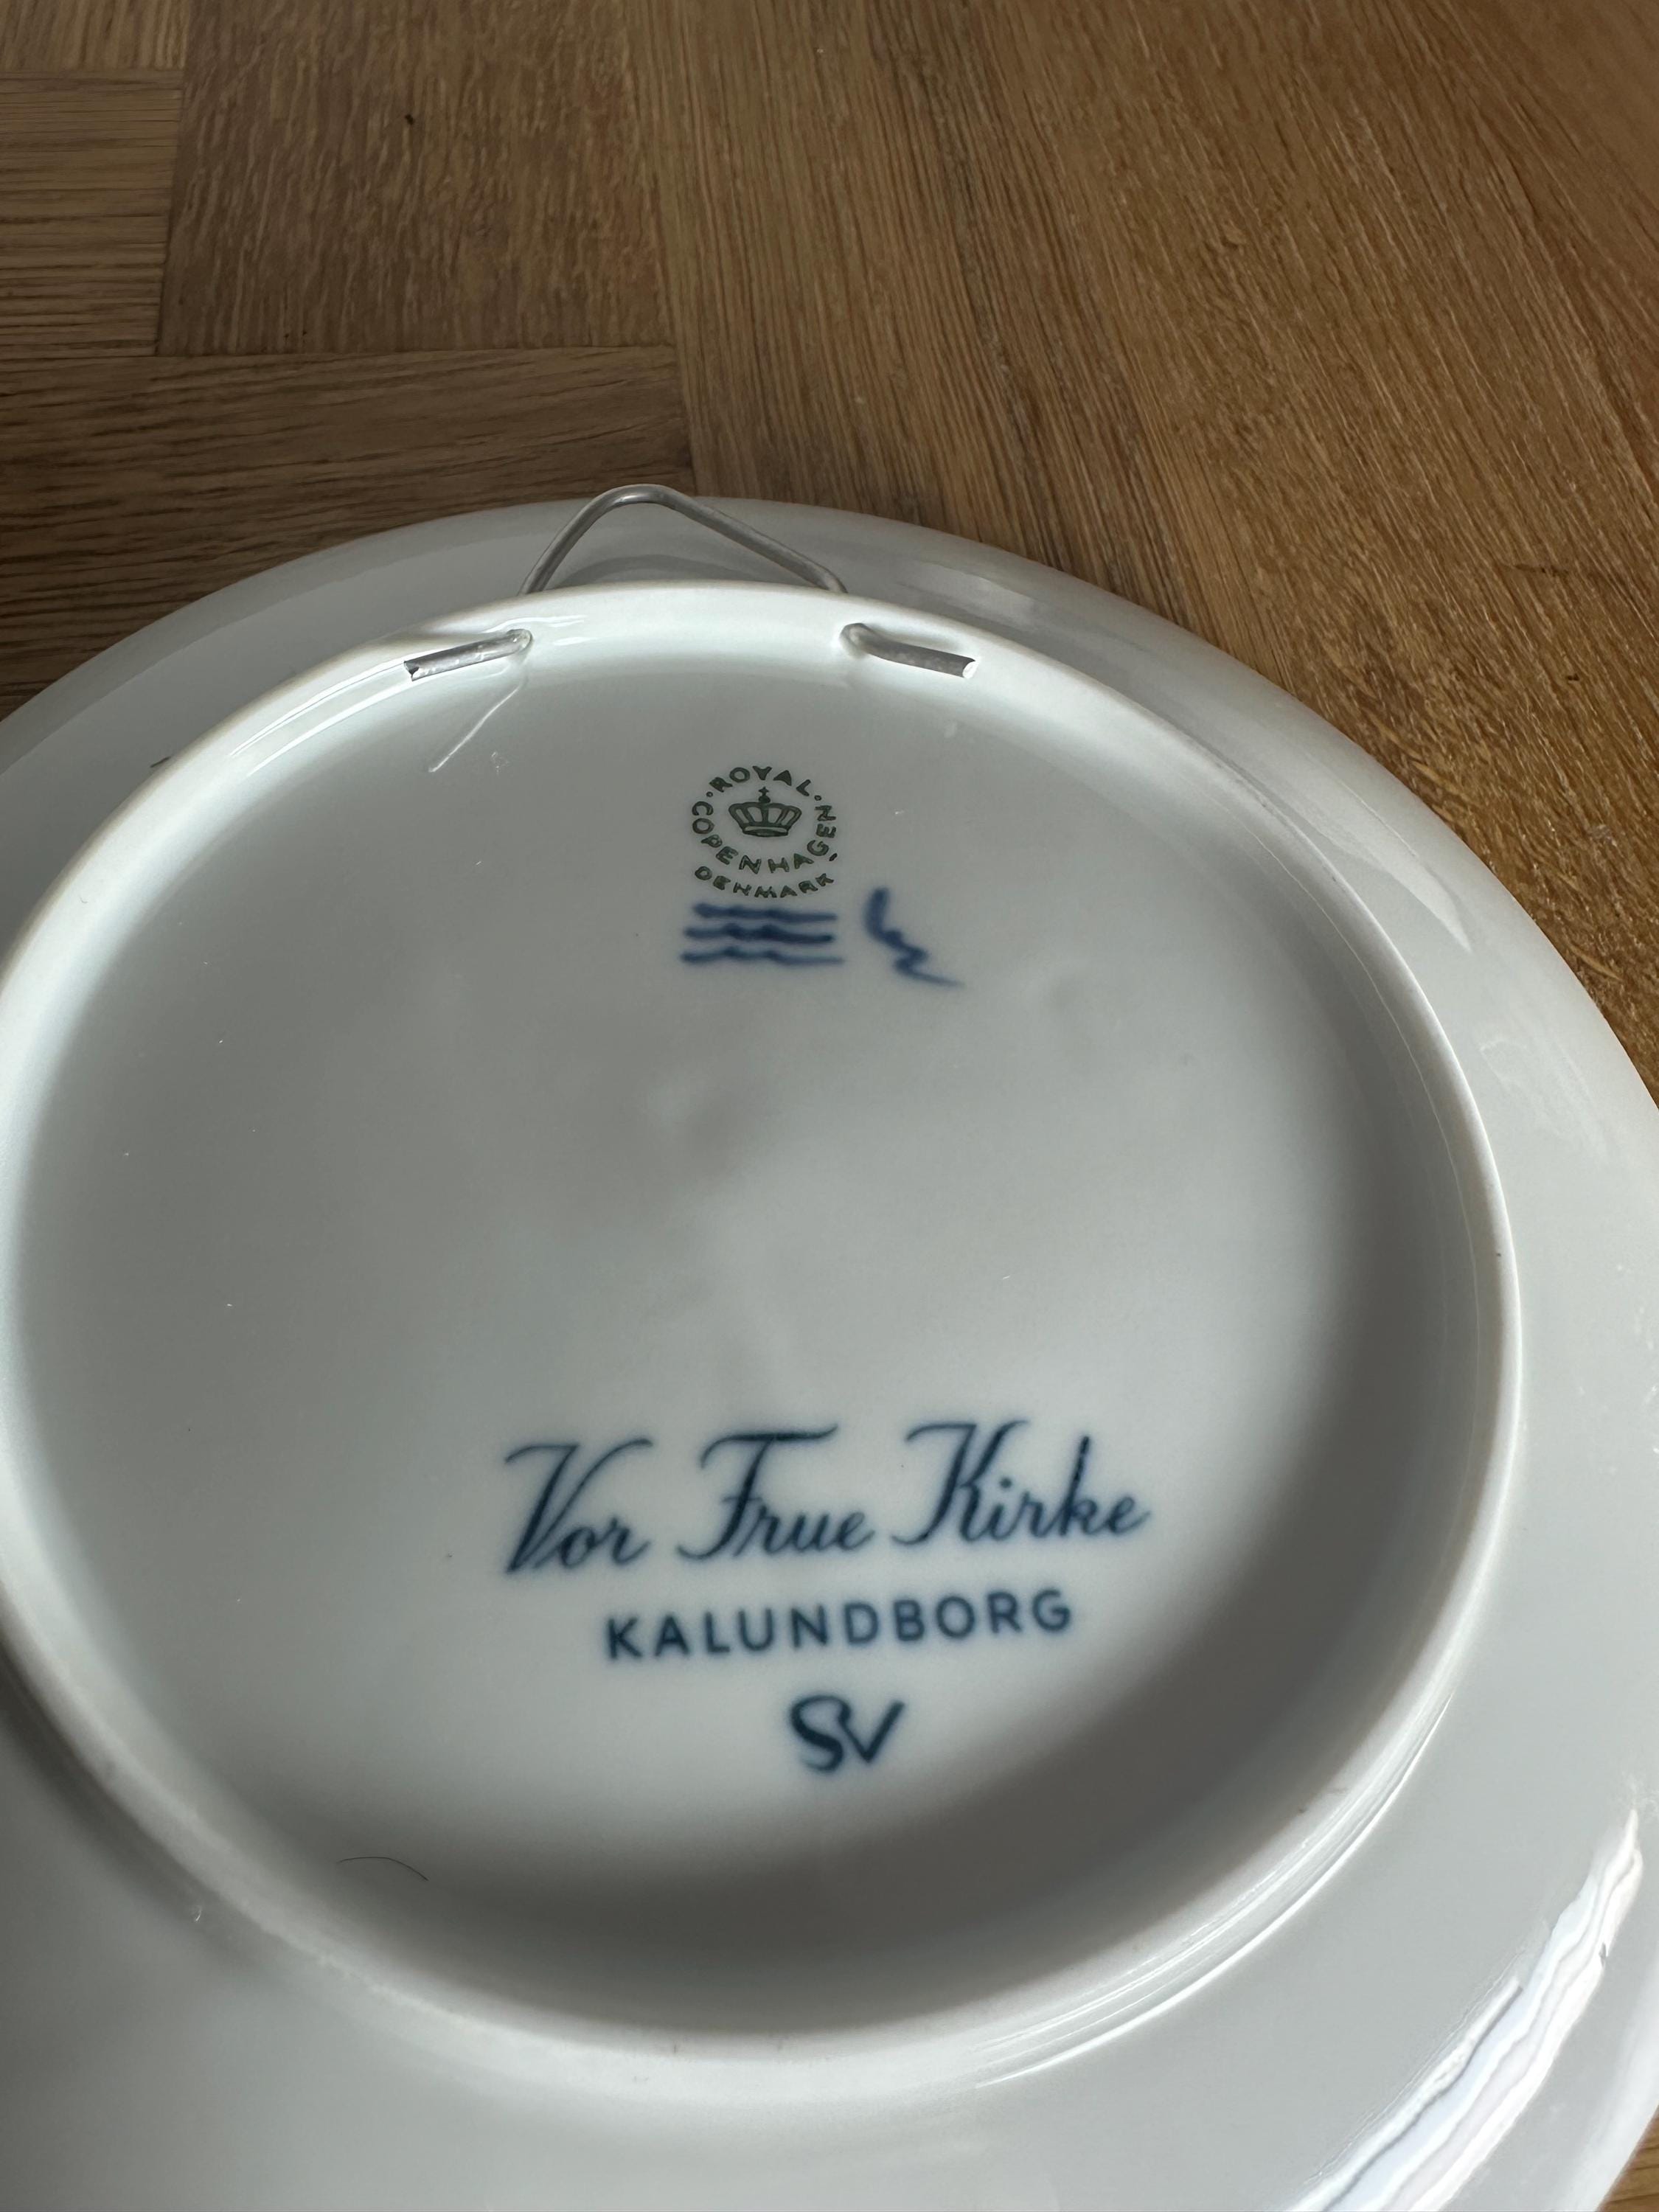 ROYAL
COPENHAGEN
DENMARK
Vor Frue Kirke
KALUNDBORG
SV